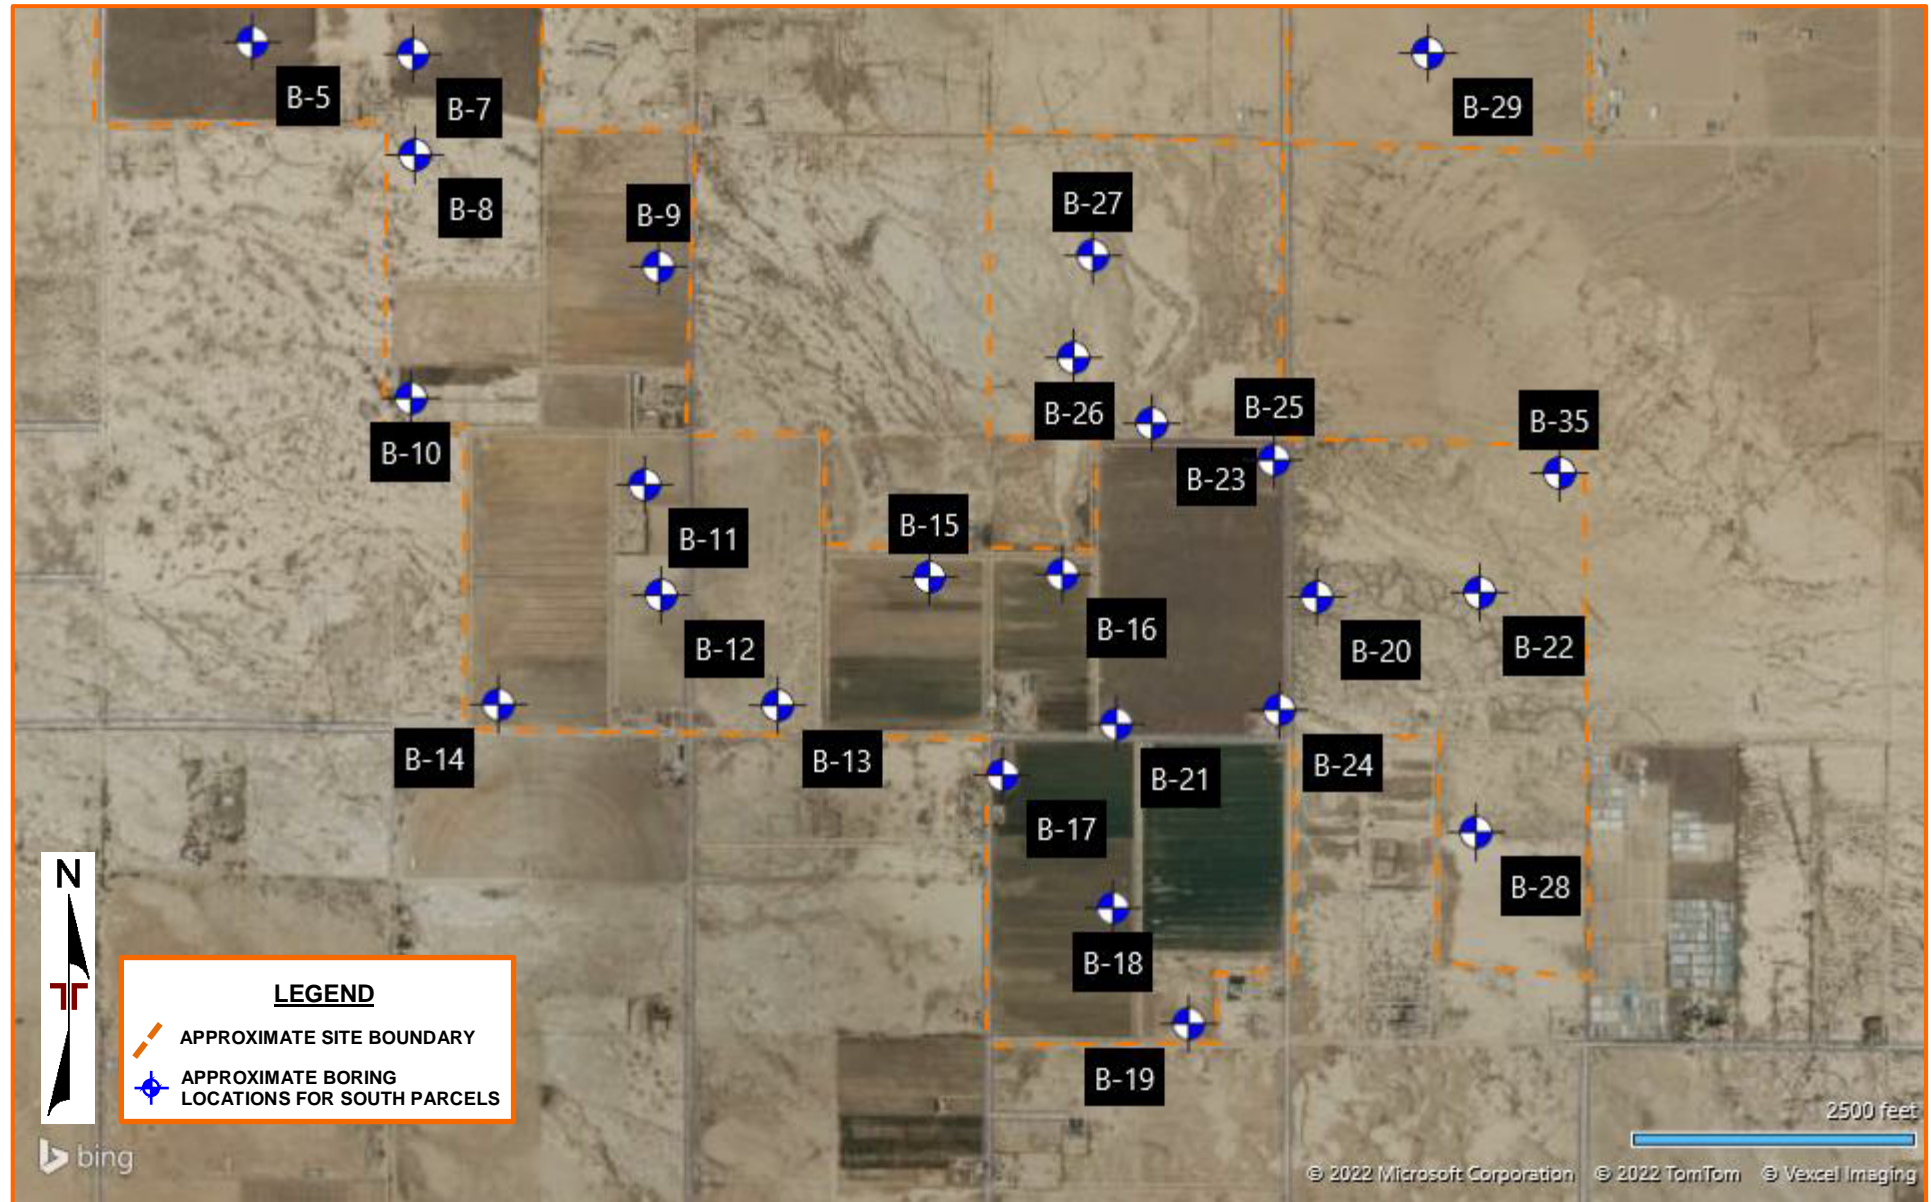 B-5
B-7
B-29
B-8
B-9
B-27
B-26
B-25
B-35
B-10
B-23
B-11
B-15
B-12
B-16
B-20
B-22
B-14
B-13
B-21
B-24
B-17
B-28
B-18
B-19
N
LEGEND
APPROXIMATE SITE BOUNDARY
APPROXIMATE BORING
LOCATIONS FOR SOUTH PARCELS
bing
2500 feet
© 2022 Microsoft Corporation © 2022 TomTom © Vexcel Imaging